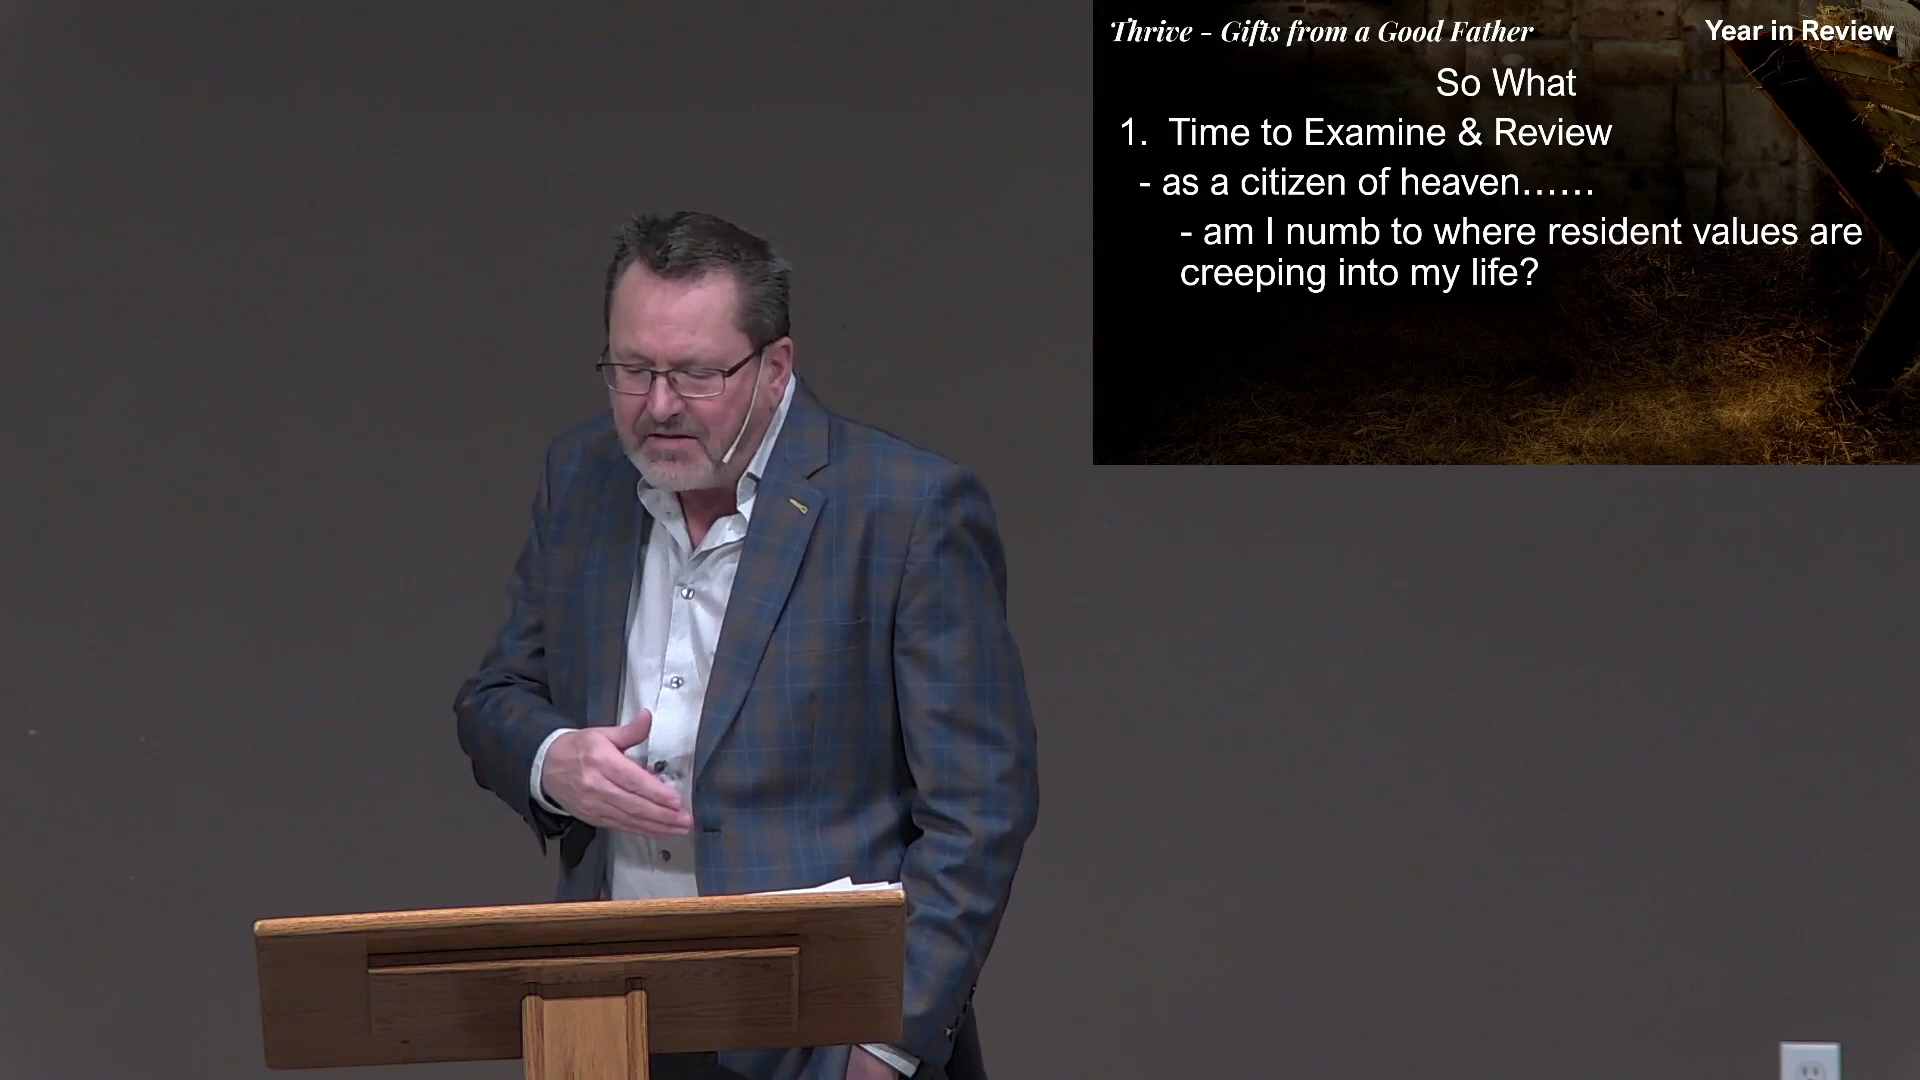 Thrive - Gifts from a Good Father
Year in Review
So What
1. Time to Examine & Review
- as a citizen of heaven......
- am I numb to where resident values are
creeping into my life?